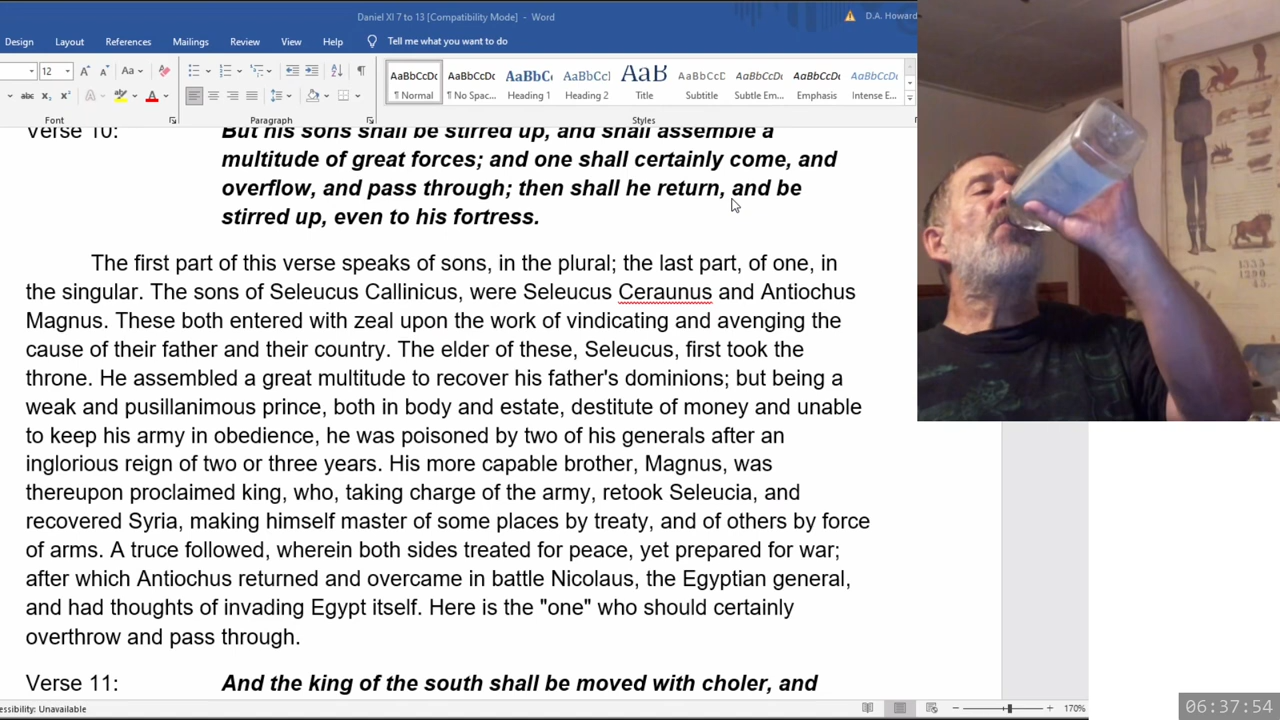 Daniel XI 7 to 13 [Compatibility Mode] - Word
D.A. Howard
Design Layout References Mailings Review View Help Tell me what you want to do
12
Aa
AaBbCcDc AaBbCcDc AaBbC AaBbCcl AaB AaBbCcD AaBbCcDt AaBbCcDt AaBbCcDt
¶ Normal ¶ No Spac... Heading 1 Heading 2 Title Subtitle Subtle Em... Emphasis Intense E...
Font Paragraph Styles
Verse 10: But his sons shall be stirred up, and shall assemble a
multitude of great forces; and one shall certainly come, and
overflow, and pass through; then shall he return, and be
stirred up, even to his fortress.
The first part of this verse speaks of sons, in the plural; the last part, of one, in
the singular. The sons of Seleucus Callinicus, were Seleucus Ceraunus and Antiochus
Magnus. These both entered with zeal upon the work of vindicating and avenging the
cause of their father and their country. The elder of these, Seleucus, first took the
throne. He assembled a great multitude to recover his father's dominions; but being a
weak and pusillanimous prince, both in body and estate, destitute of money and unable
to keep his army in obedience, he was poisoned by two of his generals after an
inglorious reign of two or three years. His more capable brother, Magnus, was
thereupon proclaimed king, who, taking charge of the army, retook Seleucia, and
recovered Syria, making himself master of some places by treaty, and of others by force
of arms. A truce followed, wherein both sides treated for peace, yet prepared for war;
after which Antiochus returned and overcame in battle Nicolaus, the Egyptian general,
and had thoughts of invading Egypt itself. Here is the "one" who should certainly
overthrow and pass through.
Verse 11: And the king of the south shall be moved with choler, and
essibility: Unavailable
170%
1335
1290
06:37:54